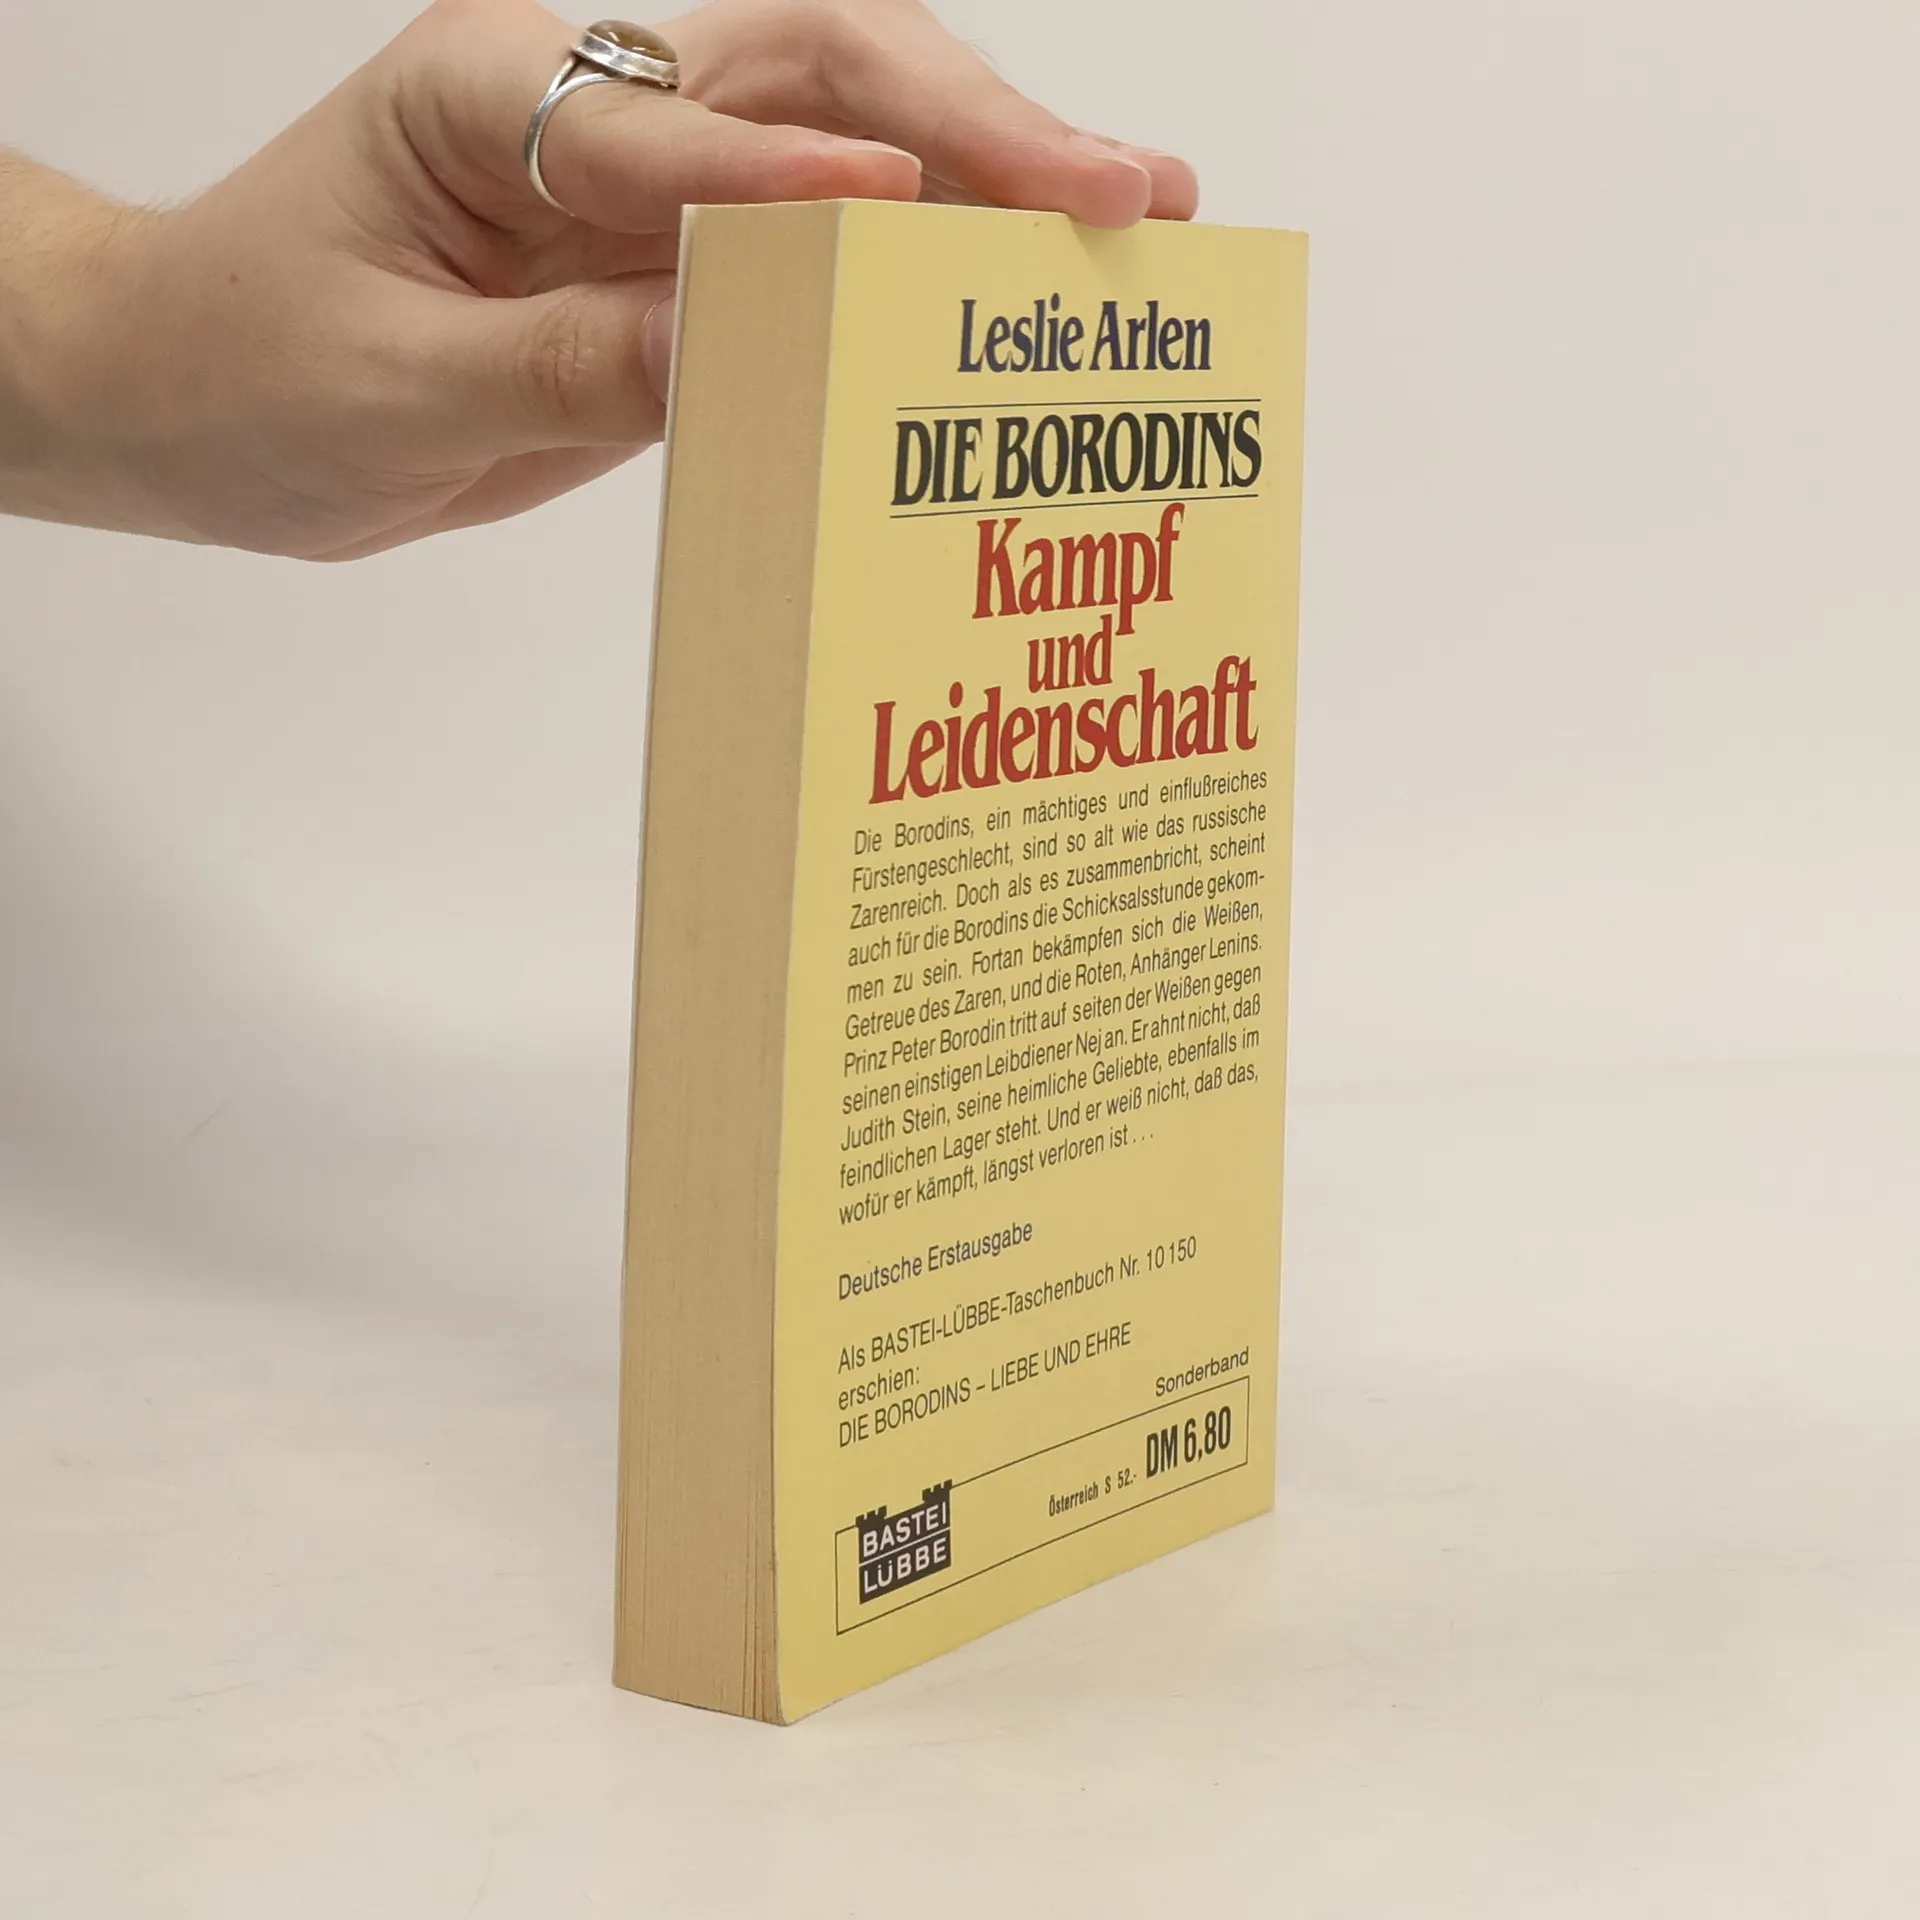 Leslie Arlen
DIE BORODINS
Kampf
und
Leidenschaft
Die Borodins, ein mächtiges und einflußreiches
Fürstengeschlecht, sind so alt wie das russische
Zarenreich. Doch als es zusammenbricht, scheint
auch für die Borodins die Schicksalsstunde gekom-
men zu sein. Fortan bekämpfen sich die Weißen,
Getreue des Zaren, und die Roten, Anhänger Lenins.
Prinz Peter Borodin tritt auf seiten der Weißen gegen
seinen einstigen Leibdiener Nej an. Er ahnt nicht, daß
Judith Stein, seine heimliche Geliebte, ebenfalls im
feindlichen Lager steht. Und er weiß nicht, daß das,
wofür er kämpft, längst verloren ist . . .
Deutsche Erstausgabe
Als BASTEI-LÜBBE-Taschenbuch Nr. 10 150
erschien:
DIE BORODINS – LIEBE UND EHRE
Sonderband
Österreich S 52.- DM 6,80
BASTEI
LÜBBE